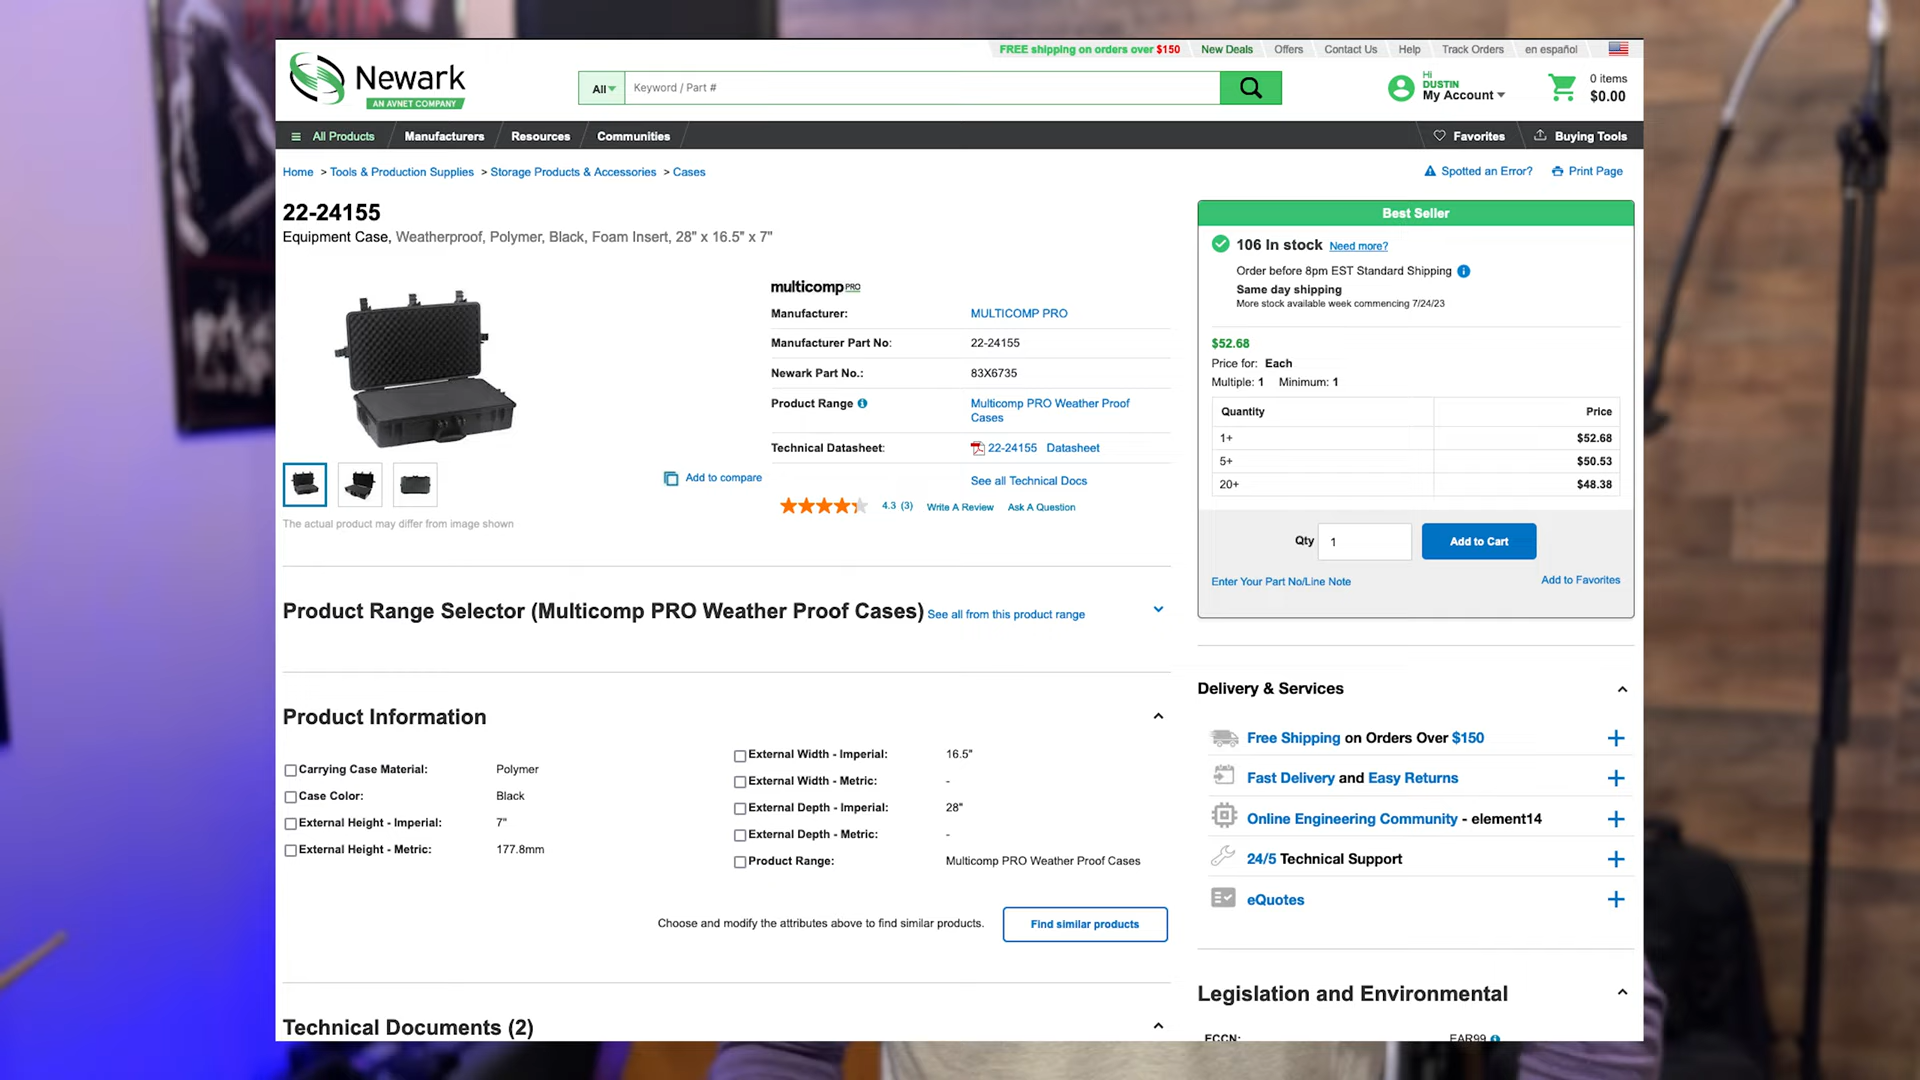 FREE shipping on orders over $150 New Deals Offers Contact Us Help Track Orders en español
Newark
AN AVNET COMPANY
All
Keyword / Part #
Hi
DUSTIN
My Account
0 items
$0.00
All Products Manufacturers Resources Communities Favorites Buying Tools
Home > Tools & Production Supplies > Storage Products & Accessories > Cases
Spotted an Error? Print Page
22-24155
Equipment Case, Weatherproof, Polymer, Black, Foam Insert, 28" x 16.5" x 7"
Add to compare
The actual product may differ from image shown
multicomp PRO
Manufacturer: MULTICOMP PRO
Manufacturer Part No: 22-24155
Newark Part No.: 83X6735
Product Range Multicomp PRO Weather Proof
Cases
Technical Datasheet: 22-24155 Datasheet
See all Technical Docs
4.3 (3) Write A Review Ask A Question
Best Seller
106 In stock Need more?
Order before 8pm EST Standard Shipping
Same day shipping
More stock available week commencing 7/24/23
$52.68
Price for: Each
Multiple: 1 Minimum: 1
Quantity Price
1+ $52.68
5+ $50.53
20+ $48.38
Qty 1 Add to Cart
Enter Your Part No/Line Note Add to Favorites
Product Range Selector (Multicomp PRO Weather Proof Cases) See all from this product range
Product Information
Carrying Case Material: Polymer
Case Color: Black
External Height - Imperial: 7"
External Height - Metric: 177.8mm
External Width - Imperial: 16.5"
External Width - Metric: -
External Depth - Imperial: 28"
External Depth - Metric: -
Product Range: Multicomp PRO Weather Proof Cases
Choose and modify the attributes above to find similar products. Find similar products
Technical Documents (2)
Delivery & Services
Free Shipping on Orders Over $150
Fast Delivery and Easy Returns
Online Engineering Community - element14
24/5 Technical Support
eQuotes
Legislation and Environmental
ECCN: EAR99